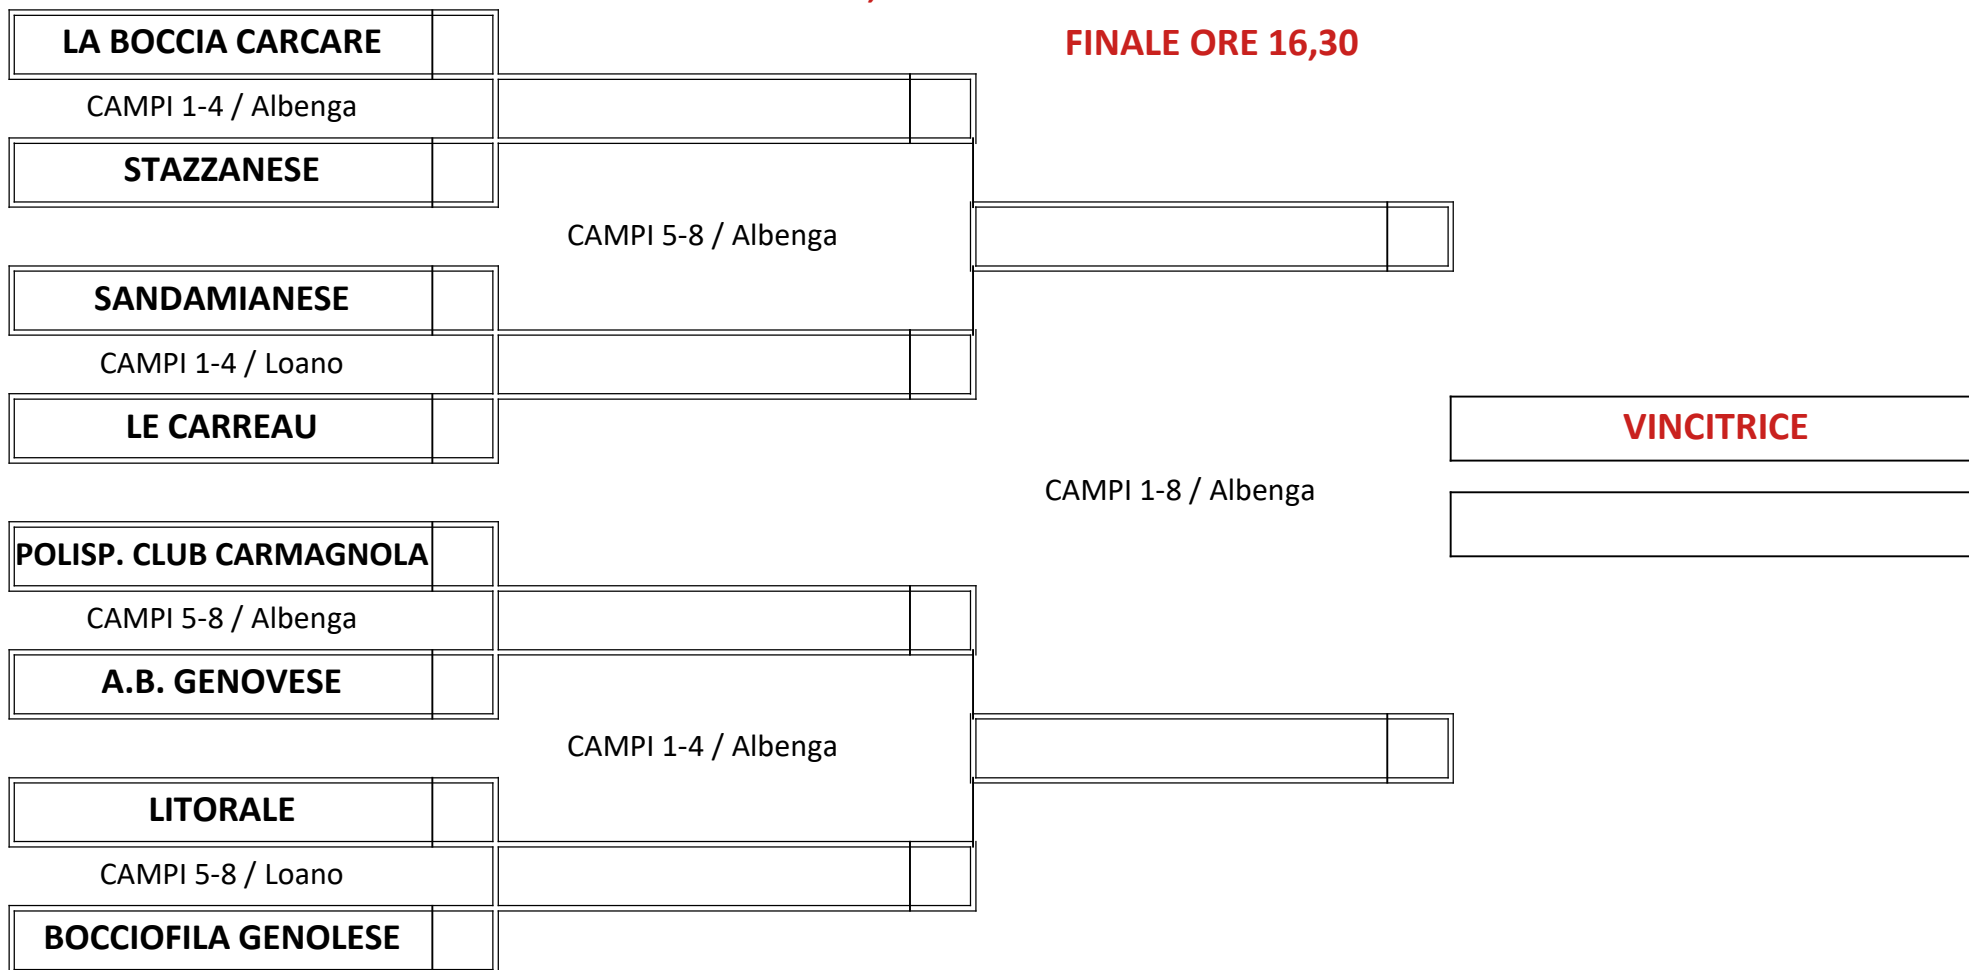 LA BOCCIA CARCARE
FINALE ORE 16,30
CAMPI 1-4 / Albenga
STAZZANESE
CAMPI 5-8 / Albenga
SANDAMIANESE
CAMPI 1-4 / Loano
LE CARREAU
VINCITRICE
CAMPI 1-8 / Albenga
POLISP. CLUB CARMAGNOLA
CAMPI 5-8 / Albenga
A.B. GENOVESE
CAMPI 1-4 / Albenga
LITORALE
CAMPI 5-8 / Loano
BOCCIOFILA GENOLESE